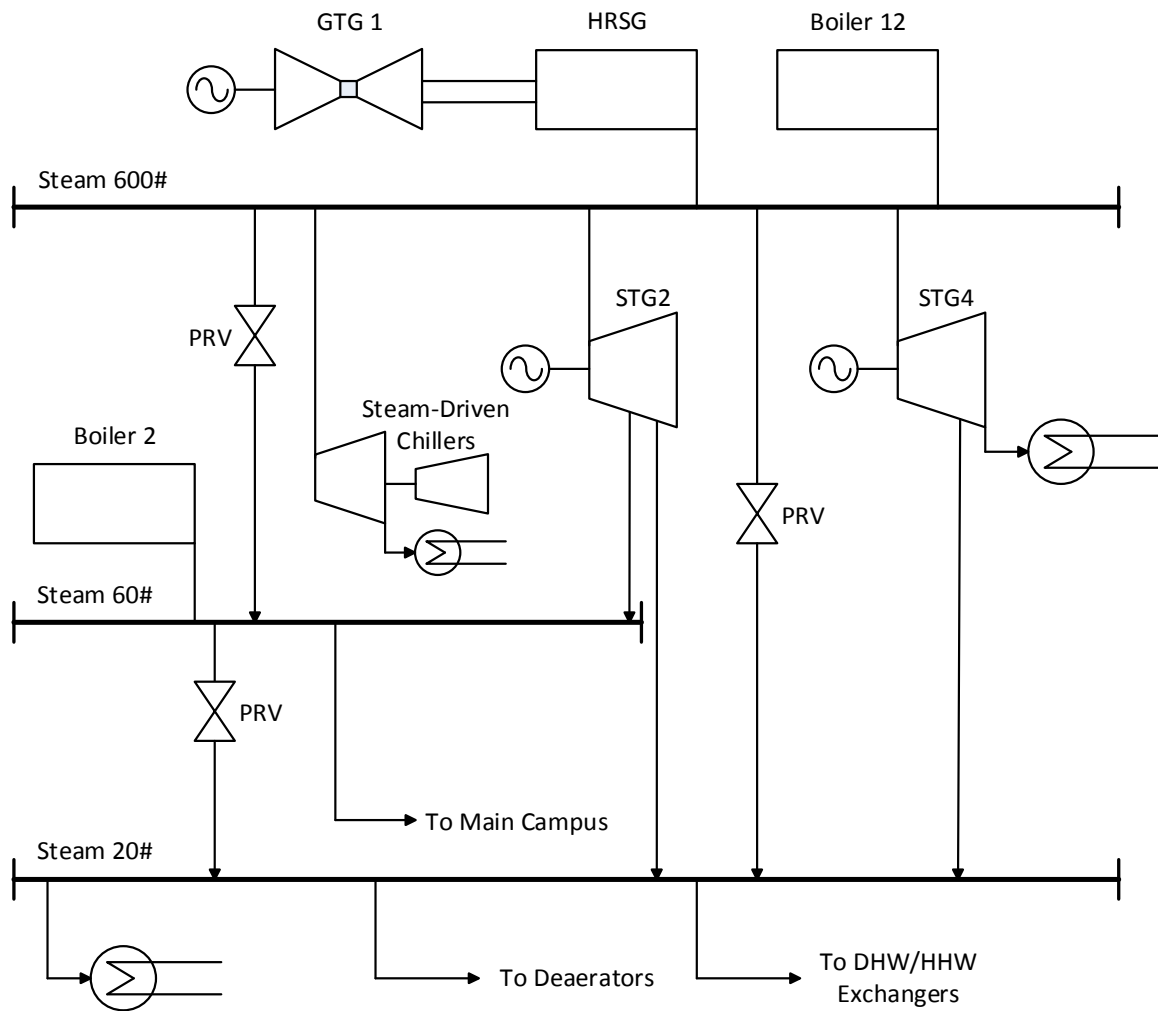 GTG 1
HRSG
Boiler 12
Steam 600#
STG2
STG4
PRV
Steam-Driven
Chillers
Boiler 2
PRV
Steam 60#
PRV
To Main Campus
Steam 20#
To Deaerators
To DHW/HHW
Exchangers